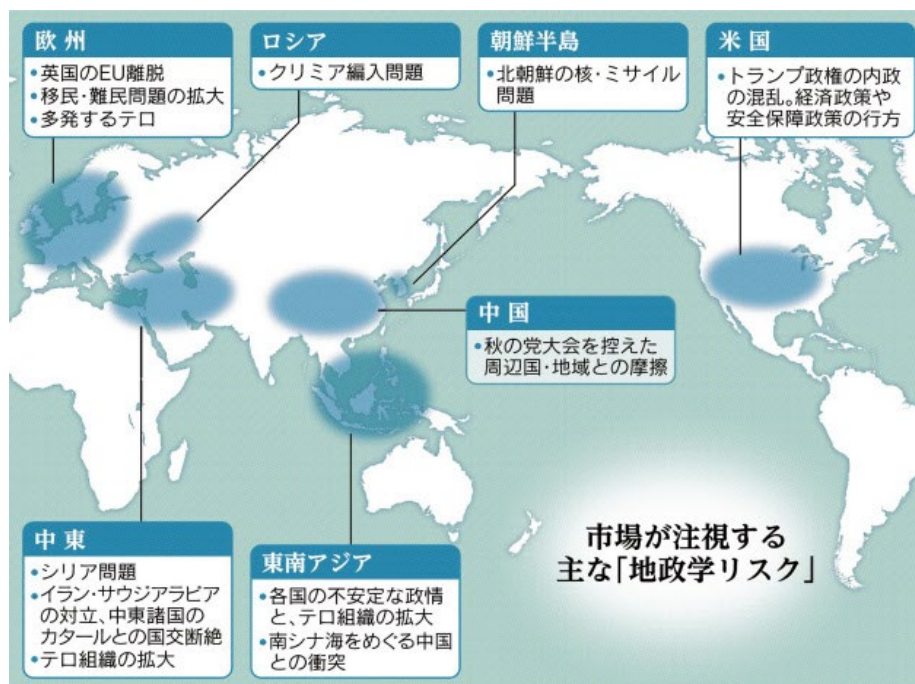 欧州
・英国のEU離脱
・移民・難民問題の拡大
・多発するテロ
ロシア
・クリミア編入問題
朝鮮半島
・北朝鮮の核・ミサイル
問題
米国
・トランプ政権の内政
の混乱。経済政策や
安全保障政策の行方
中国
・秋の党大会を控えた
周辺国・地域との摩擦
中東
・シリア問題
・イラン・サウジアラビア
の対立、中東諸国の
カタールとの国交断絶
・テロ組織の拡大
東南アジア
・各国の不安定な政情
と、テロ組織の拡大
・南シナ海をめぐる中国
との衝突
市場が注視する
主な「地政学リスク」